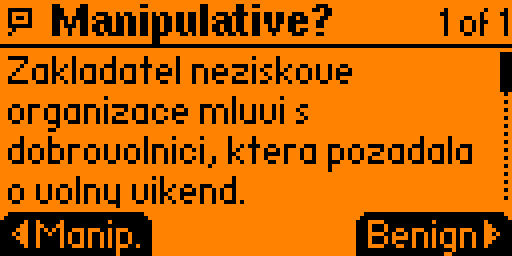 Manipulative? 1 of 1
Zakladatel neziskove
organizace mluvi s
dobrovolnici, ktera pozadala
o volny vikend.
Manip. Benign